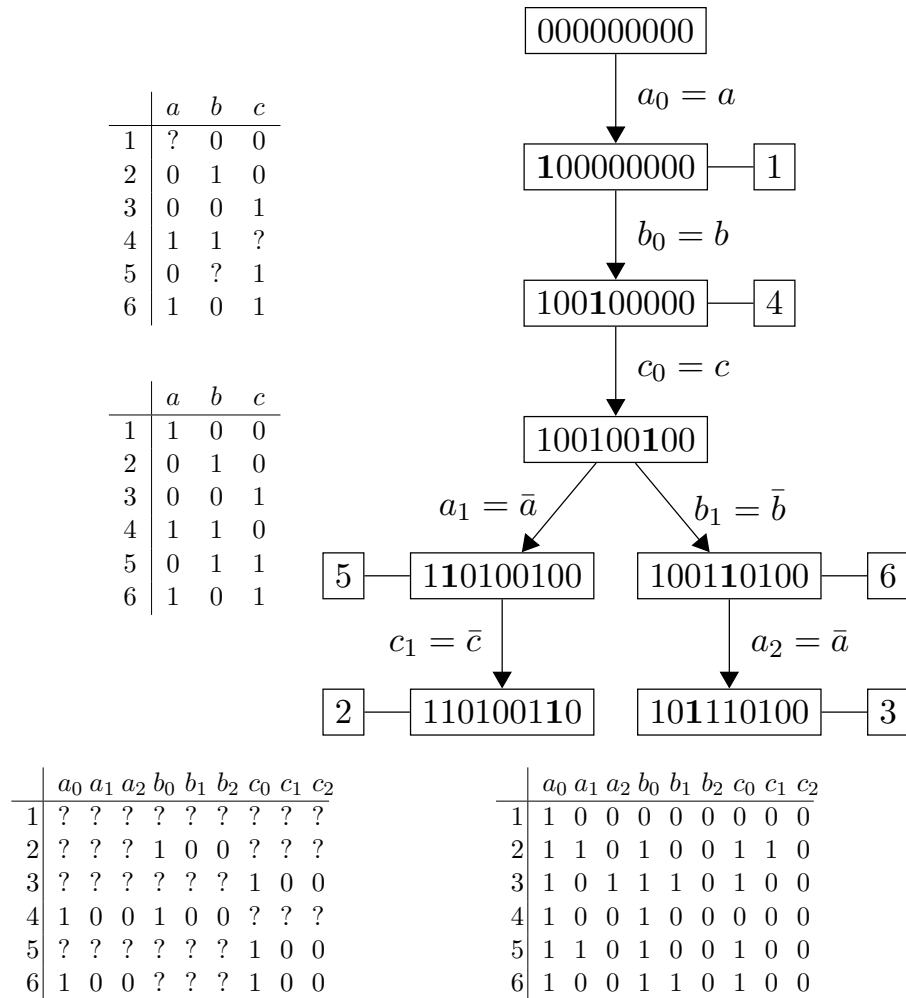 a b c
1 ? 0 0
2 0 1 0
3 0 0 1
4 1 1 ?
5 0 ? 1
6 1 0 1
a b c
1 1 0 0
2 0 1 0
3 0 0 1
4 1 1 0
5 0 1 1
6 1 0 1
000000000
a₀ = a
100000000 1
b₀ = b
100100000 4
c₀ = c
100100100
a₁ = ā b₁ = b̄
5 110100100 100110100 6
c₁ = c̄ a₂ = ā
2 110100110 101110100 3
a₀ a₁ a₂ b₀ b₁ b₂ c₀ c₁ c₂
1 ? ? ? ? ? ? ? ? ?
2 ? ? ? 1 0 0 ? ? ?
3 ? ? ? ? ? ? 1 0 0
4 1 0 0 1 0 0 ? ? ?
5 ? ? ? ? ? ? 1 0 0
6 1 0 0 ? ? ? 1 0 0
a₀ a₁ a₂ b₀ b₁ b₂ c₀ c₁ c₂
1 1 0 0 0 0 0 0 0 0
2 1 1 0 1 0 0 1 1 0
3 1 0 1 1 1 0 1 0 0
4 1 0 0 1 0 0 0 0 0
5 1 1 0 1 0 0 1 0 0
6 1 0 0 1 1 0 1 0 0